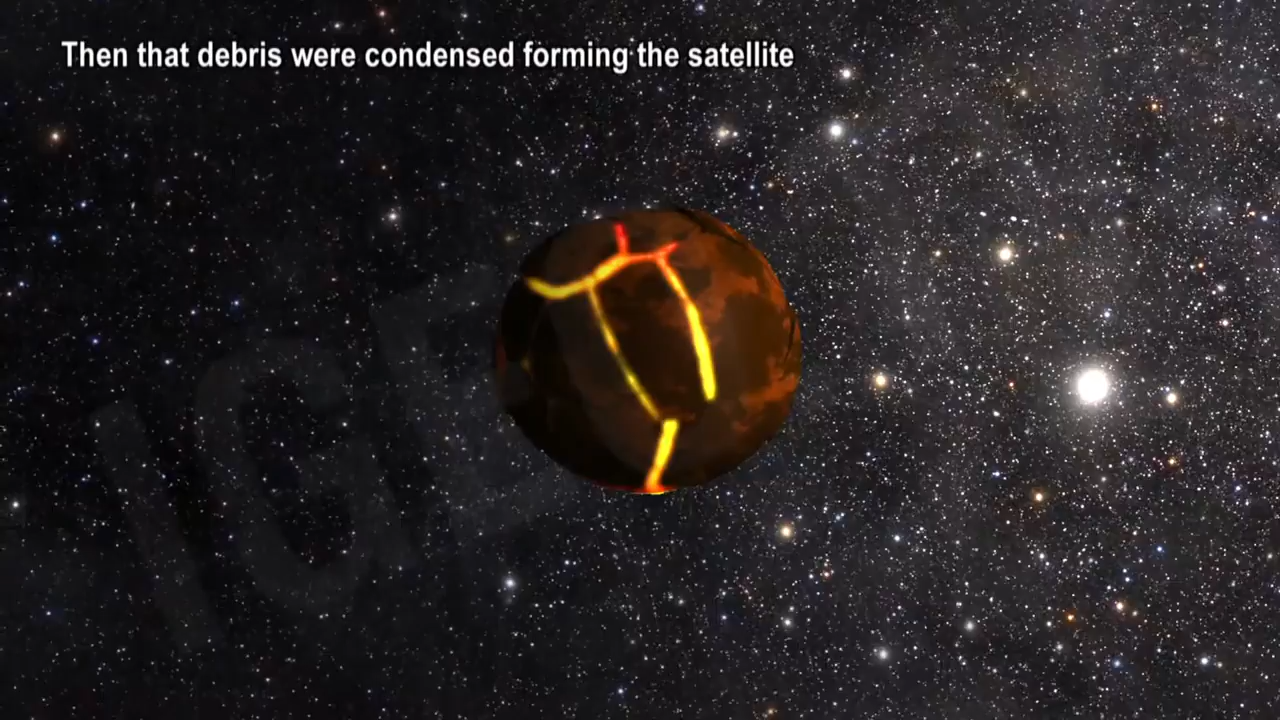 Then that debris were condensed forming the satellite